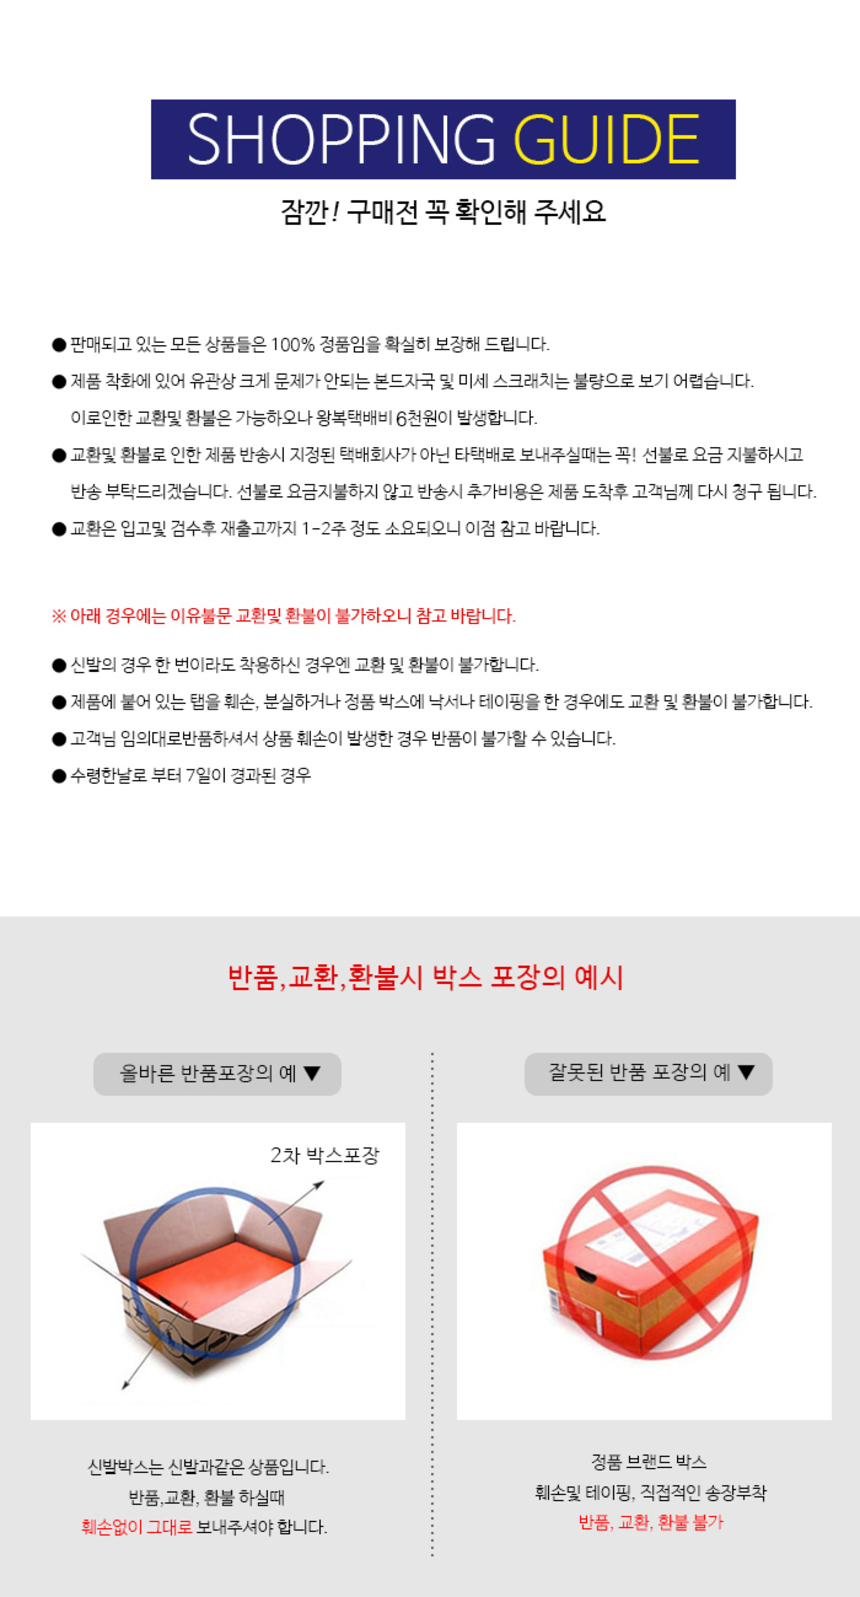 SHOPPING GUIDE
잠깐! 구매전 꼭 확인해 주세요
● 판매되고 있는 모든 상품들은 100% 정품임을 확실히 보장해 드립니다.
● 제품 착화에 있어 유관상 크게 문제가 안되는 본드자국 및 미세 스크래치는 불량으로 보기 어렵습니다.
이로인한 교환및 환불은 가능하오나 왕복택배비 6천원이 발생합니다.
● 교환및 환불로 인한 제품 반송시 지정된 택배회사가 아닌 타택배로 보내주실때는 꼭! 선불로 요금 지불하시고
반송 부탁드리겠습니다. 선불로 요금지불하지 않고 반송시 추가비용은 제품 도착후 고객님께 다시 청구 됩니다.
● 교환은 입고및 검수후 재출고까지 1-2주 정도 소요되오니 이점 참고 바랍니다.
※ 아래 경우에는 이유불문 교환및 환불이 불가하오니 참고 바랍니다.
● 신발의 경우 한 번이라도 착용하신 경우엔 교환 및 환불이 불가합니다.
● 제품에 붙어 있는 탭을 훼손, 분실하거나 정품 박스에 낙서나 테이핑을 한 경우에도 교환 및 환불이 불가합니다.
● 고객님 임의대로반품하셔서 상품 훼손이 발생한 경우 반품이 불가할 수 있습니다.
● 수령한날로 부터 7일이 경과된 경우
반품,교환,환불시 박스 포장의 예시
올바른 반품포장의 예 ▼
잘못된 반품 포장의 예 ▼
2차 박스포장
신발박스는 신발과같은 상품입니다.
반품,교환, 환불 하실때
훼손없이 그대로 보내주셔야 합니다.
정품 브랜드 박스
훼손및 테이핑, 직접적인 송장부착
반품, 교환, 환불 불가